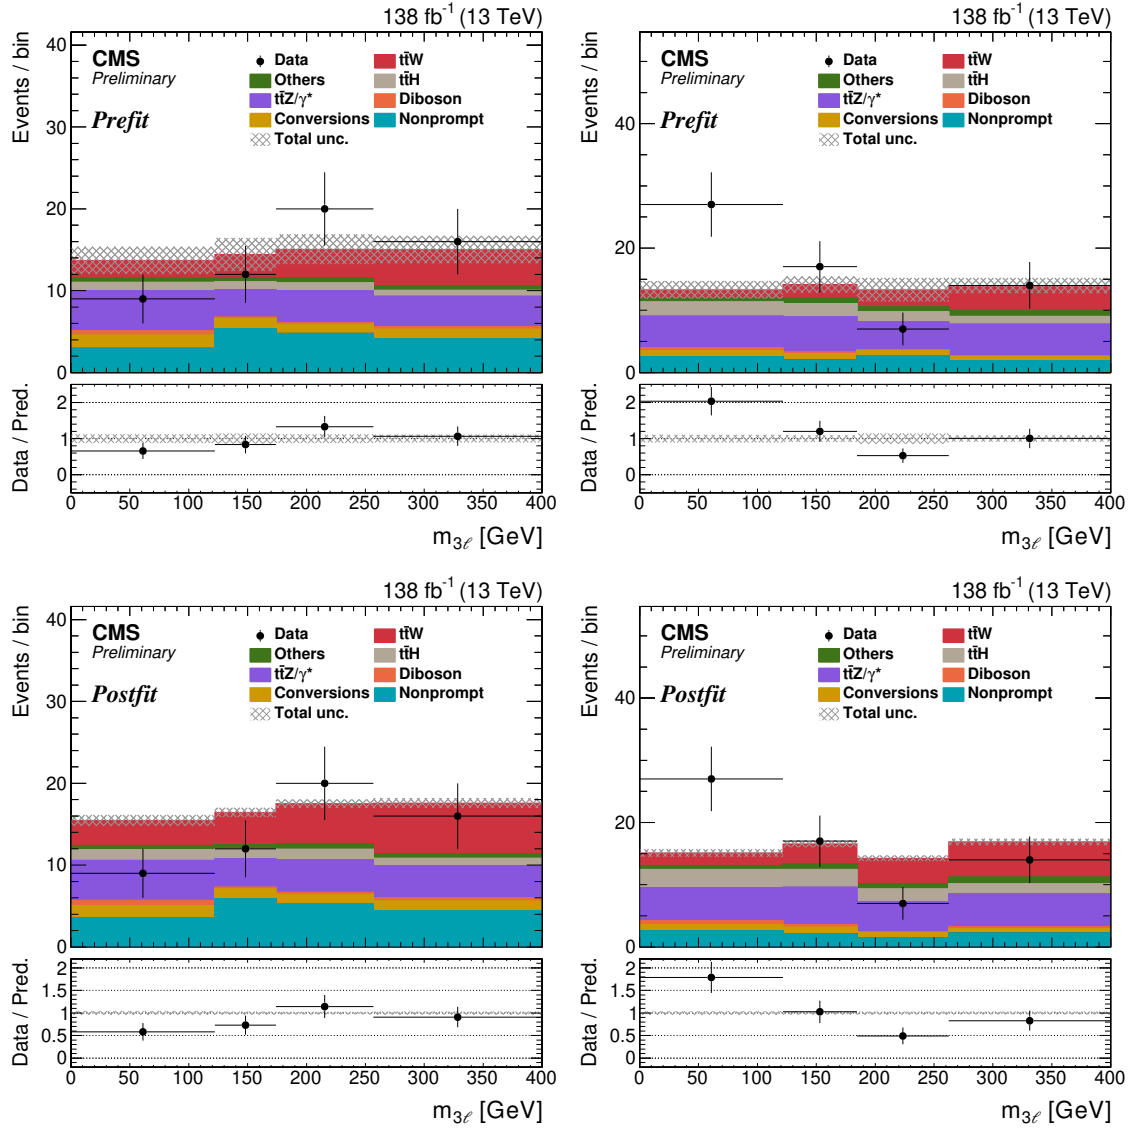 138 fb⁻¹ (13 TeV)
Events / bin
CMS
Preliminary
Prefit
Data
tt̄W
Others
tt̄H
tt̄Z/γ*
Diboson
Conversions
Nonprompt
Total unc.
40
30
20
10
0
Data / Pred.
2
1
0
0 50 100 150 200 250 300 350 400
m₃ℓ [GeV]
138 fb⁻¹ (13 TeV)
Events / bin
CMS
Preliminary
Prefit
Data
tt̄W
Others
tt̄H
tt̄Z/γ*
Diboson
Conversions
Nonprompt
Total unc.
40
20
0
Data / Pred.
2
1
0
0 50 100 150 200 250 300 350 400
m₃ℓ [GeV]
138 fb⁻¹ (13 TeV)
Events / bin
CMS
Preliminary
Postfit
Data
tt̄W
Others
tt̄H
tt̄Z/γ*
Diboson
Conversions
Nonprompt
Total unc.
40
30
20
10
0
Data / Pred.
2
1.5
1
0.5
0
0 50 100 150 200 250 300 350 400
m₃ℓ [GeV]
138 fb⁻¹ (13 TeV)
Events / bin
CMS
Preliminary
Postfit
Data
tt̄W
Others
tt̄H
tt̄Z/γ*
Diboson
Conversions
Nonprompt
Total unc.
40
20
0
Data / Pred.
2
1.5
1
0.5
0
0 50 100 150 200 250 300 350 400
m₃ℓ [GeV]